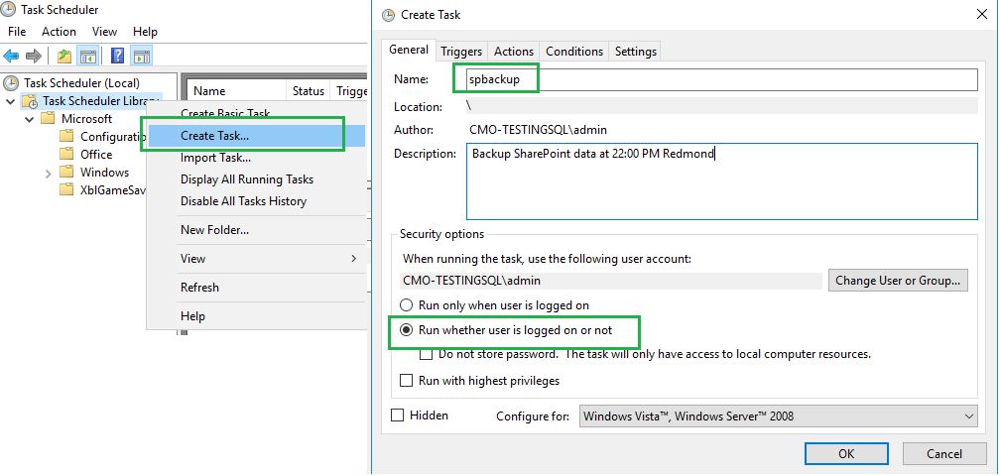 Task Scheduler
File Action View Help
Task Scheduler (Local)
Task Scheduler Library
Microsoft
Configuratio
Office
Windows
XblGameSav
Name Status Trigge
Create Basic Task...
Create Task...
Import Task...
Display All Running Tasks
Disable All Tasks History
New Folder...
View
Refresh
Help
Create Task
General Triggers Actions Conditions Settings
Name: spbackup
Location: \
Author: CMO-TESTINGSQL\admin
Description: Backup SharePoint data at 22:00 PM Redmond
Security options
When running the task, use the following user account:
CMO-TESTINGSQL\admin Change User or Group...
Run only when user is logged on
Run whether user is logged on or not
Do not store password. The task will only have access to local computer resources.
Run with highest privileges
Hidden Configure for: Windows Vista™, Windows Server™ 2008
OK Cancel